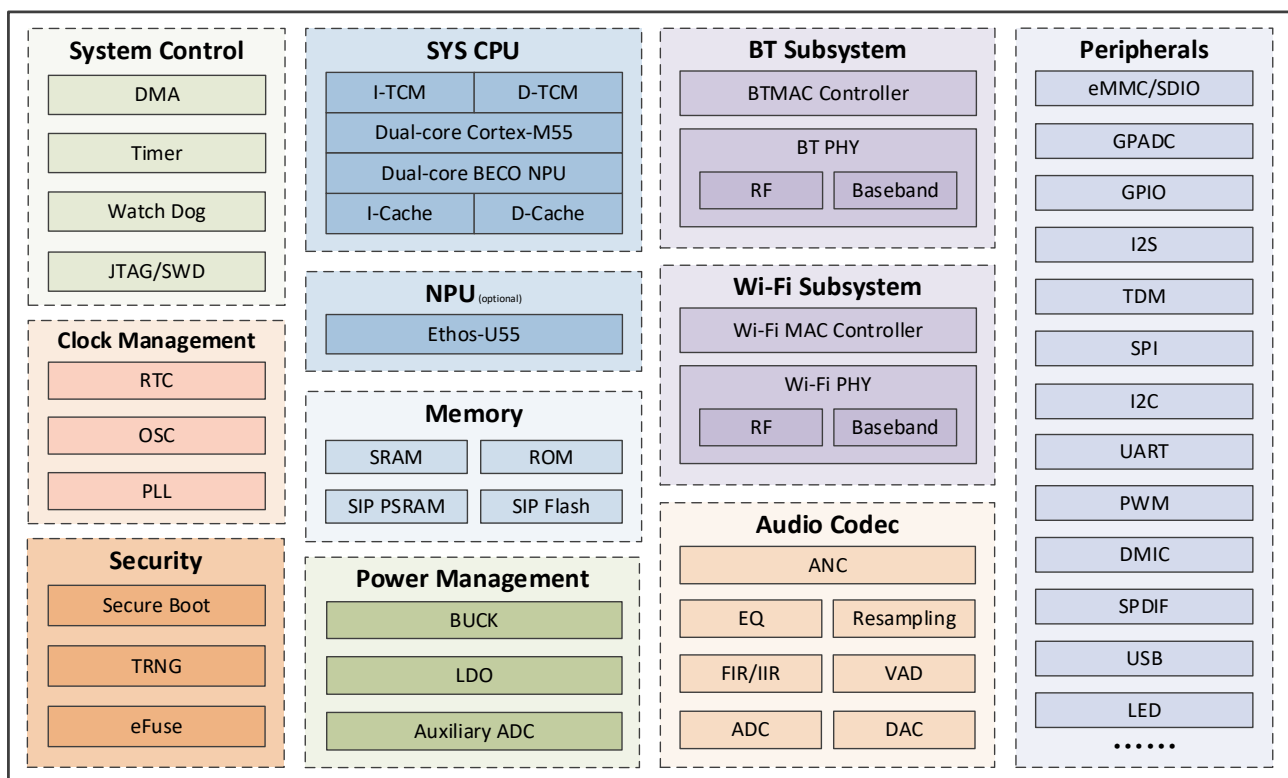 System Control
DMA
Timer
Watch Dog
JTAG/SWD
Clock Management
RTC
OSC
PLL
Security
Secure Boot
TRNG
eFuse
SYS CPU
I-TCM
D-TCM
Dual-core Cortex-M55
Dual-core BECO NPU
I-Cache
D-Cache
NPU (optional)
Ethos-U55
Memory
SRAM
ROM
SIP PSRAM
SIP Flash
Power Management
BUCK
LDO
Auxiliary ADC
BT Subsystem
BTMAC Controller
BT PHY
RF
Baseband
Wi-Fi Subsystem
Wi-Fi MAC Controller
Wi-Fi PHY
RF
Baseband
Audio Codec
ANC
EQ
Resampling
FIR/IIR
VAD
ADC
DAC
Peripherals
eMMC/SDIO
GPADC
GPIO
I2S
TDM
SPI
I2C
UART
PWM
DMIC
SPDIF
USB
LED
······